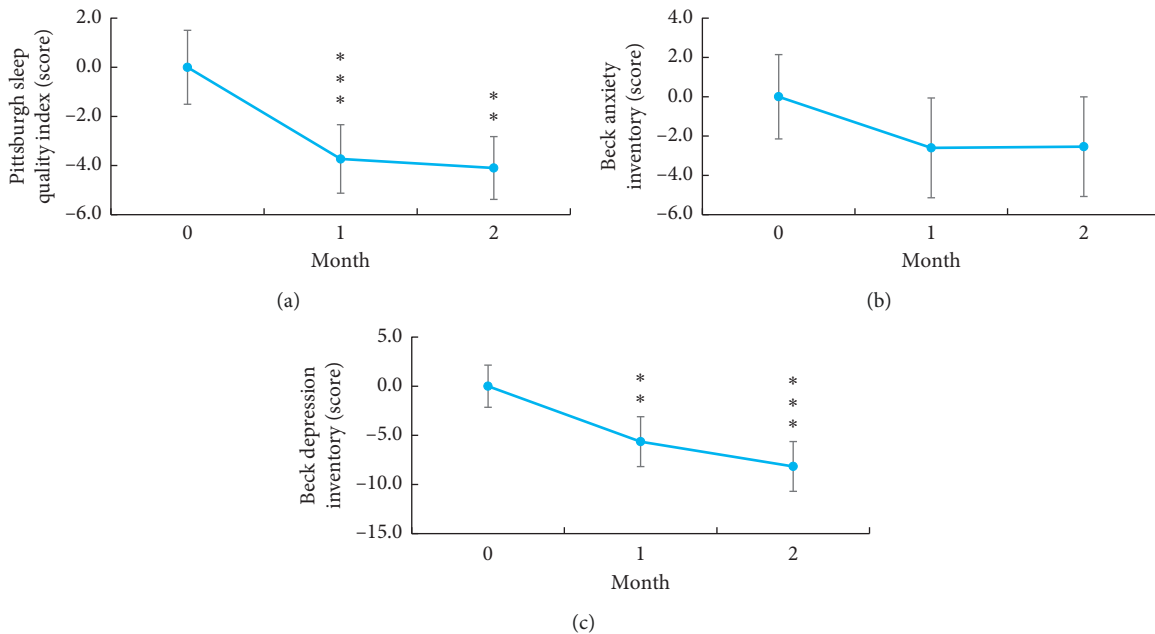 Pittsburgh sleep
quality index (score)
2.0
0.0
−2.0
−4.0
−6.0
***
**
0 1 2
Month
(a)
Beck anxiety
inventory (score)
4.0
2.0
0.0
−2.0
−4.0
−6.0
0 1 2
Month
(b)
Beck depression
inventory (score)
5.0
0.0
−5.0
−10.0
−15.0
**
***
0 1 2
Month
(c)